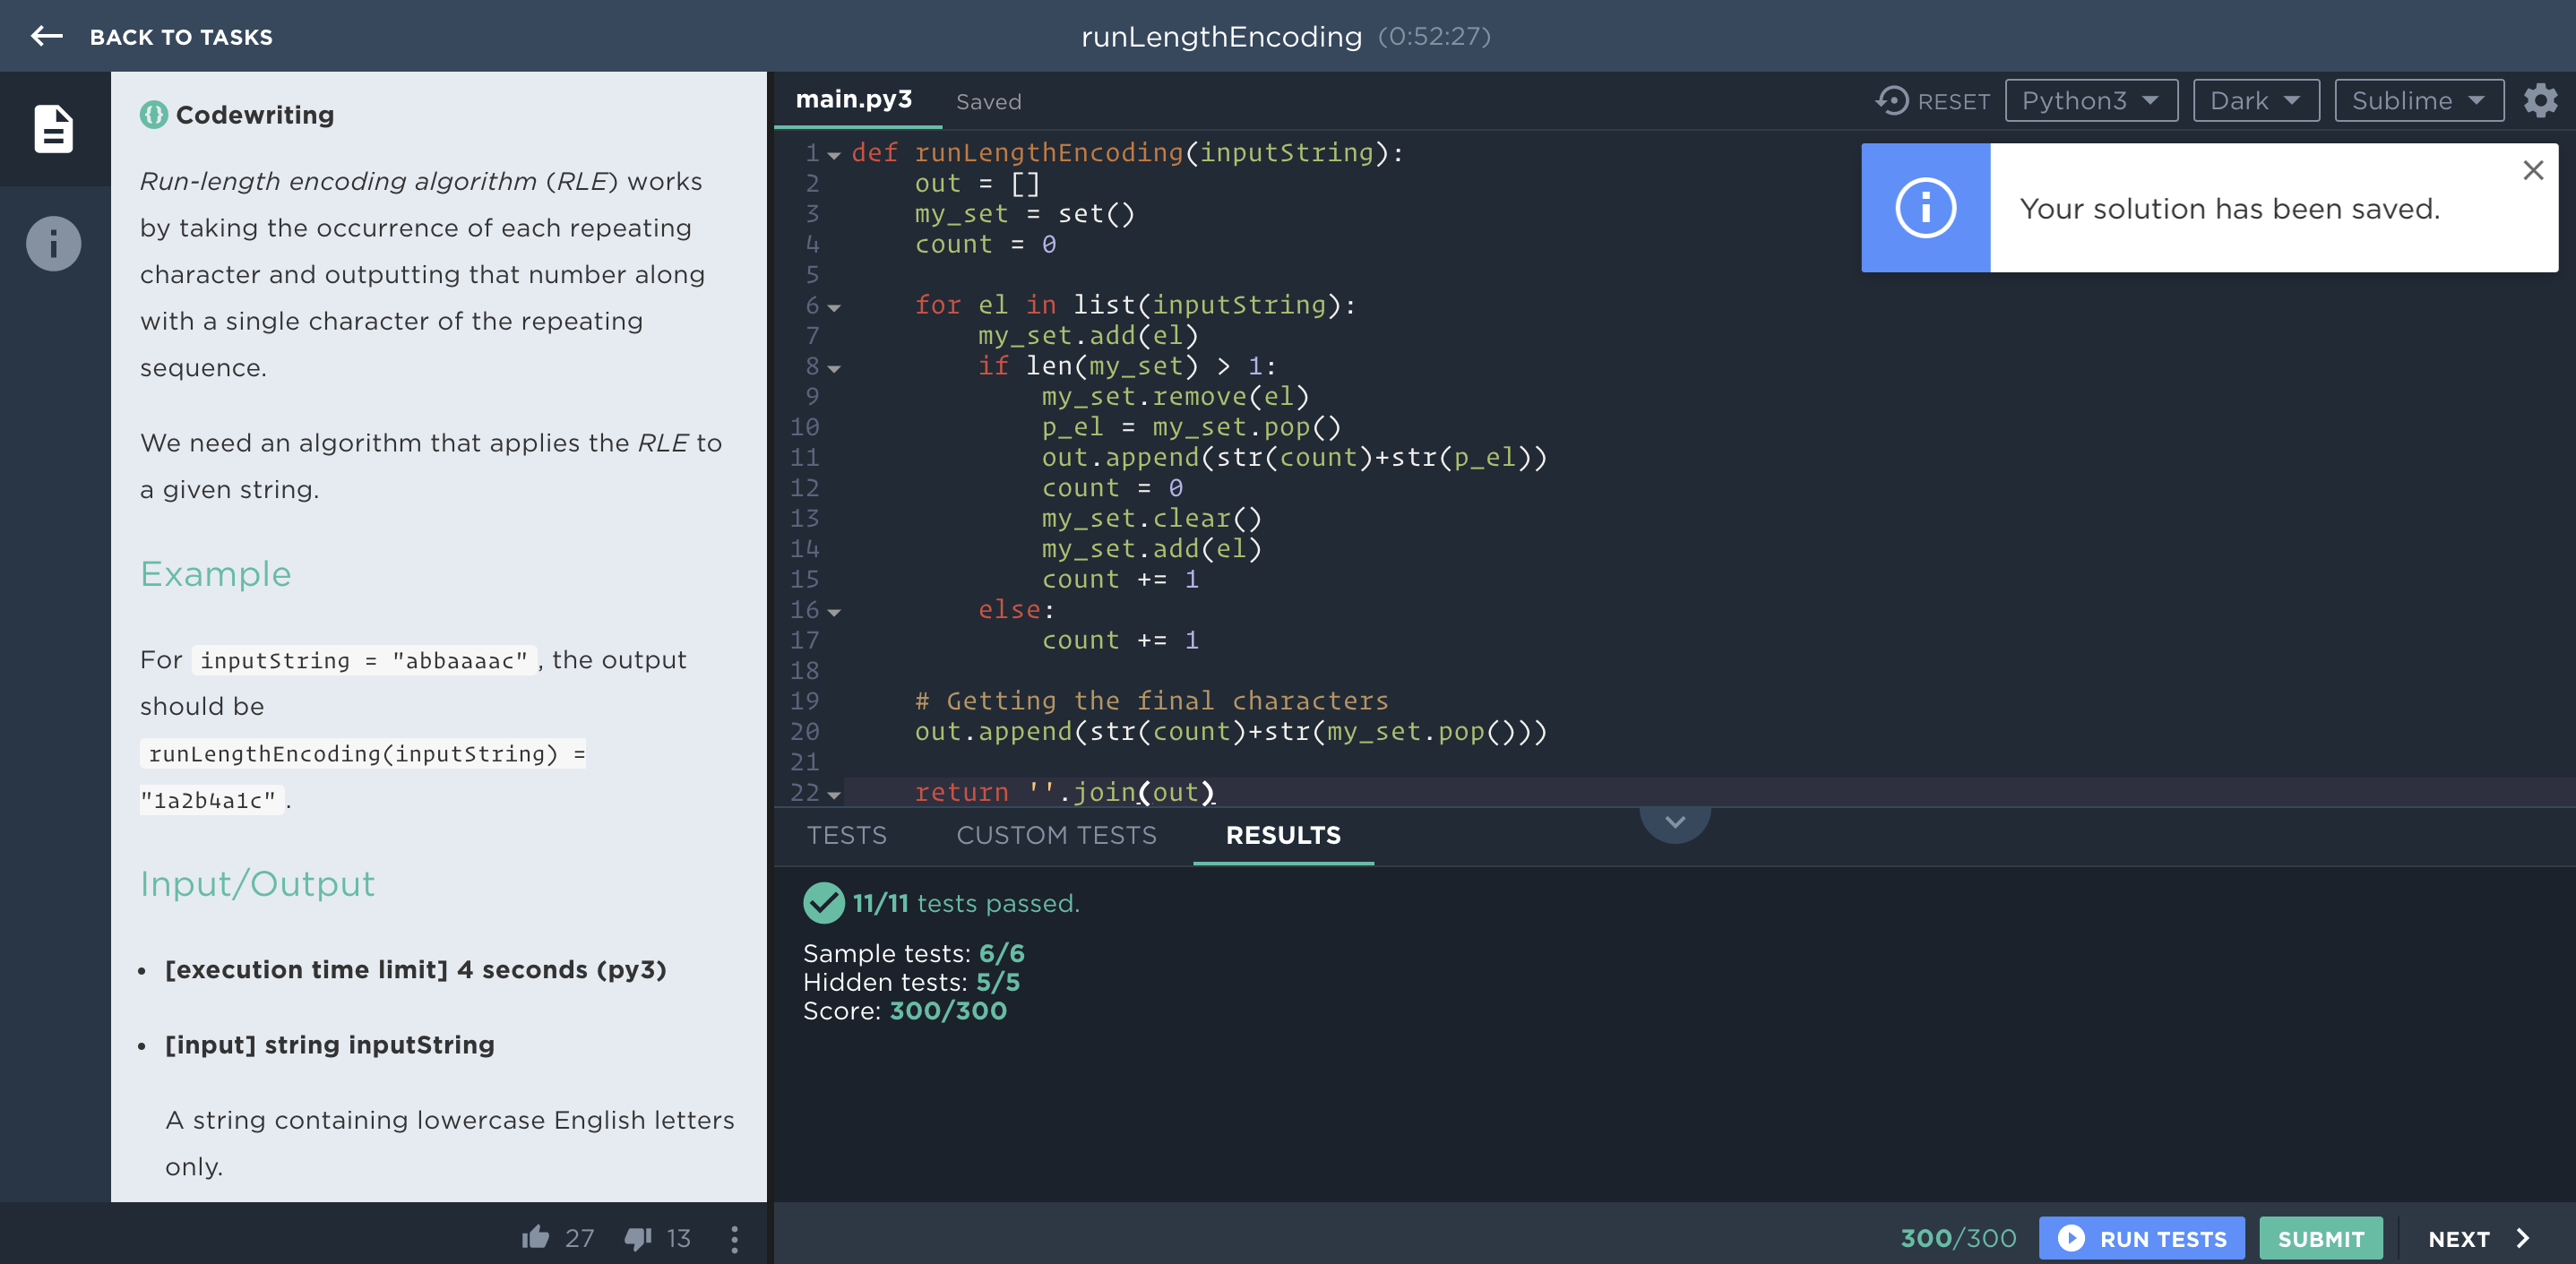 BACK TO TASKS
runLengthEncoding (0:52:27)
Codewriting
Run-length encoding algorithm (RLE) works
by taking the occurrence of each repeating
character and outputting that number along
with a single character of the repeating
sequence.
We need an algorithm that applies the RLE to
a given string.
Example
For inputString = "abbaaaac", the output
should be
runLengthEncoding(inputString) =
"1a2b4a1c".
Input/Output
• [execution time limit] 4 seconds (py3)
• [input] string inputString
A string containing lowercase English letters
only.
27 13
main.py3 Saved
RESET Python3 Dark Sublime
Your solution has been saved.
1 def runLengthEncoding(inputString):
2     out = []
3     my_set = set()
4     count = 0
5
6     for el in list(inputString):
7         my_set.add(el)
8         if len(my_set) > 1:
9             my_set.remove(el)
10             p_el = my_set.pop()
11             out.append(str(count)+str(p_el))
12             count = 0
13             my_set.clear()
14             my_set.add(el)
15             count += 1
16         else:
17             count += 1
18
19     # Getting the final characters
20     out.append(str(count)+str(my_set.pop()))
21
22     return ''.join(out)
TESTS CUSTOM TESTS RESULTS
11/11 tests passed.
Sample tests: 6/6
Hidden tests: 5/5
Score: 300/300
300/300 RUN TESTS SUBMIT NEXT